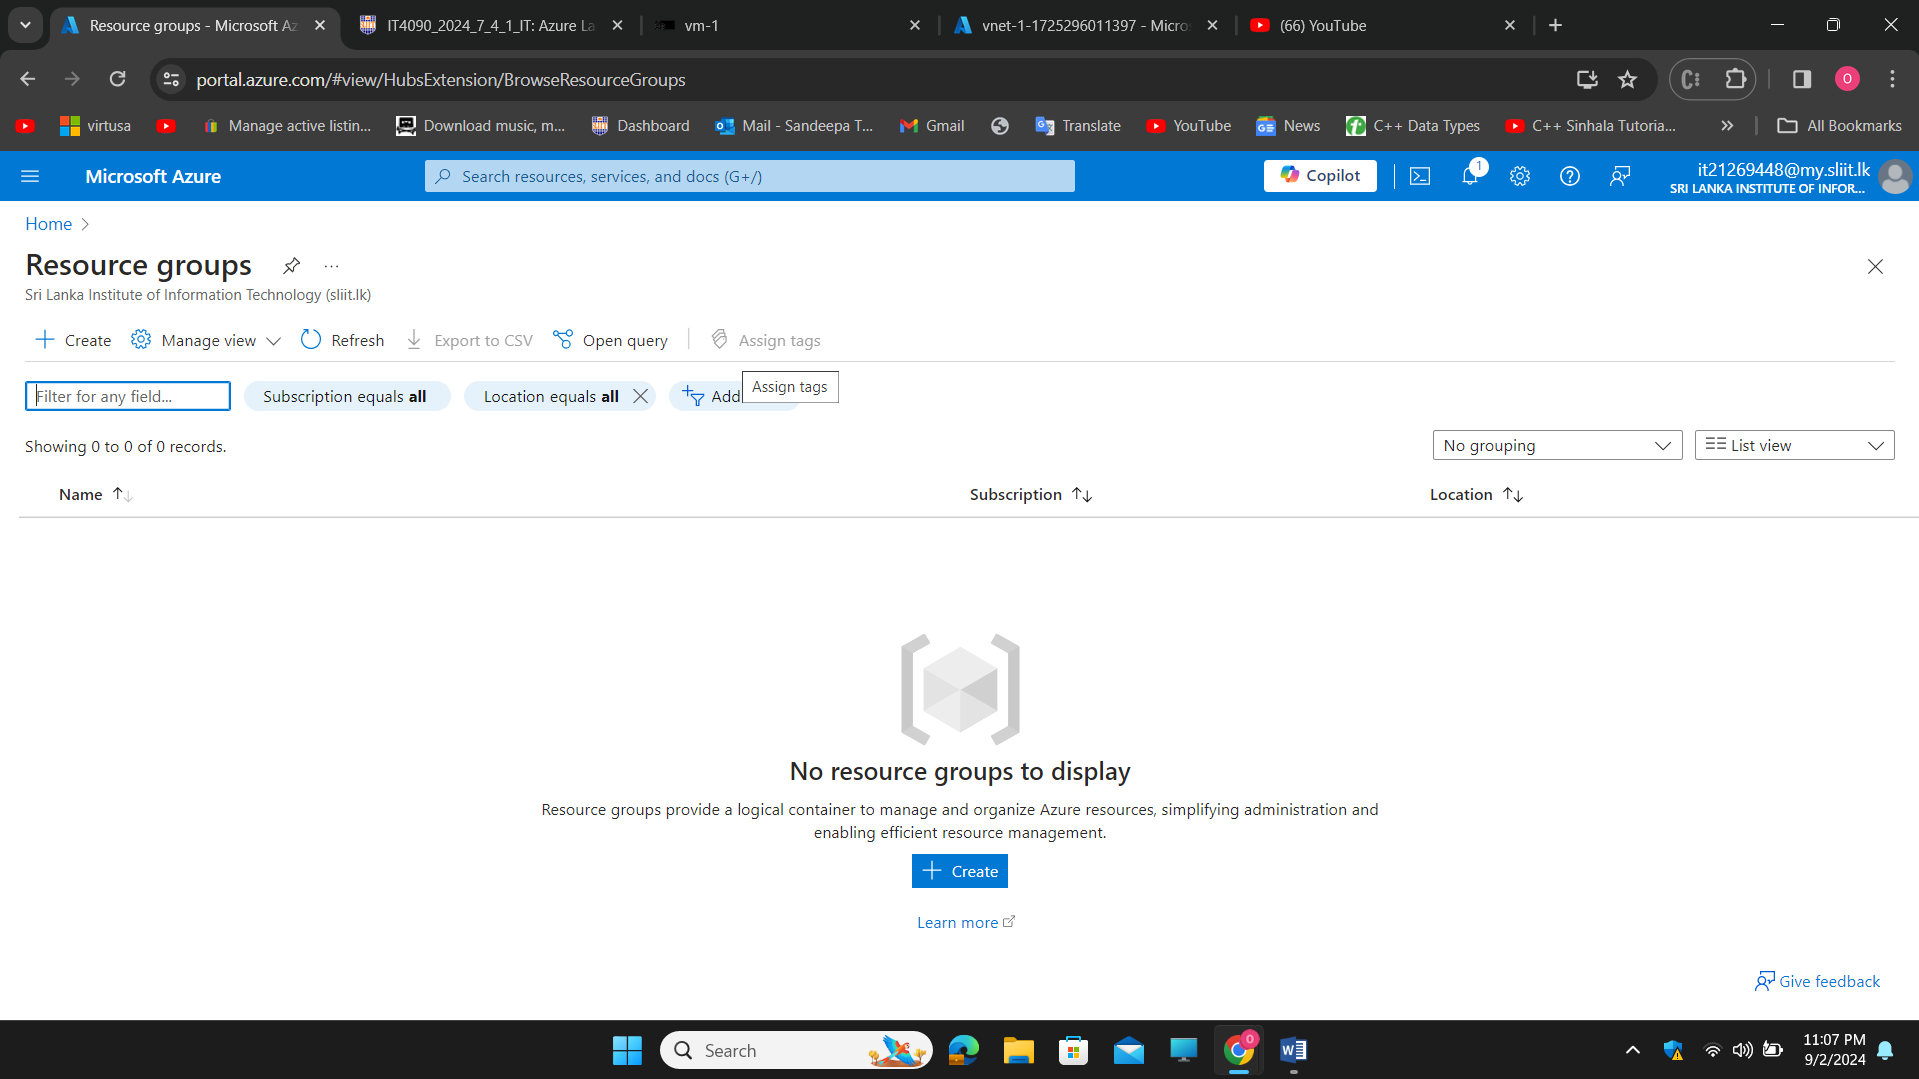 Resource groups - Microsoft Az
IT4090_2024_7_4_1_IT: Azure La
vm-1
vnet-1-1725296011397 - Micro
(66) YouTube
portal.azure.com/#view/HubsExtension/BrowseResourceGroups
O
virtusa
Manage active listin...
Download music, m...
Dashboard
Mail - Sandeepa T...
Gmail
Translate
YouTube
News
C++ Data Types
C++ Sinhala Tutoria...
All Bookmarks
Microsoft Azure
Search resources, services, and docs (G+/)
Copilot
1
it21269448@my.sliit.lk
SRI LANKA INSTITUTE OF INFOR...
Home
Resource groups
...
Sri Lanka Institute of Information Technology (sliit.lk)
Create
Manage view
Refresh
Export to CSV
Open query
Assign tags
Filter for any field...
Subscription equals all
Location equals all
Add
Assign tags
Showing 0 to 0 of 0 records.
No grouping
List view
Name
Subscription
Location
No resource groups to display
Resource groups provide a logical container to manage and organize Azure resources, simplifying administration and
enabling efficient resource management.
Create
Learn more
Give feedback
Search
11:07 PM
9/2/2024